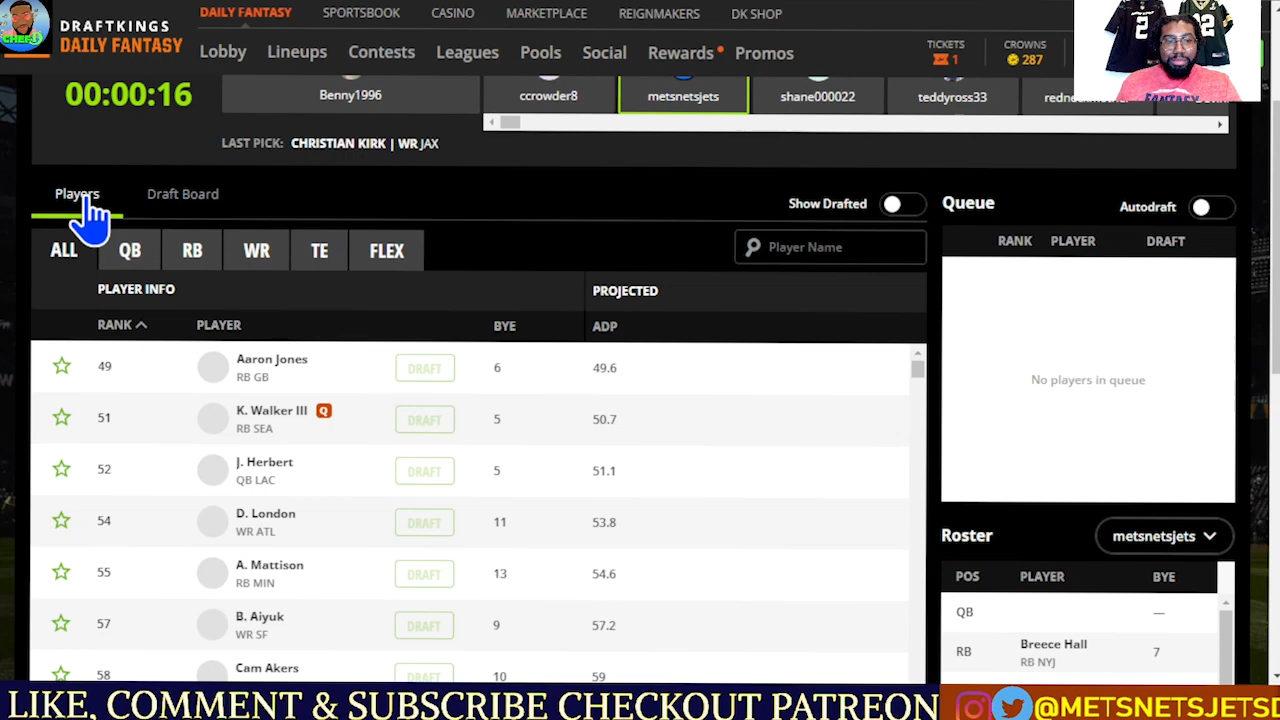 CHEF
DRAFTKINGS
DAILY FANTASY
DAILY FANTASY SPORTSBOOK CASINO MARKETPLACE REIGNMAKERS DK SHOP
Lobby Lineups Contests Leagues Pools Social Rewards Promos
TICKETS
1
CROWNS
287
2
12
FANTASY
00:00:16
Benny1996 ccrowder8 metsnetsjets shane000022 teddyross33
LAST PICK: CHRISTIAN KIRK | WR JAX
Players Draft Board
Show Drafted
ALL QB RB WR TE FLEX
Player Name
PLAYER INFO PROJECTED
RANK PLAYER BYE ADP
49 Aaron Jones DRAFT 6 49.6
RB GB
51 K. Walker III Q DRAFT 5 50.7
RB SEA
52 J. Herbert DRAFT 5 51.1
QB LAC
54 D. London DRAFT 11 53.8
WR ATL
55 A. Mattison DRAFT 13 54.6
RB MIN
57 B. Aiyuk DRAFT 9 57.2
WR SF
58 Cam Akers DRAFT 10 59
Queue Autodraft
RANK PLAYER DRAFT
No players in queue
Roster metsnetsjets
POS PLAYER BYE
QB —
RB Breece Hall 7
RB NYJ
LIKE, COMMENT & SUBSCRIBE CHECKOUT PATREON
@METSNETSJETS